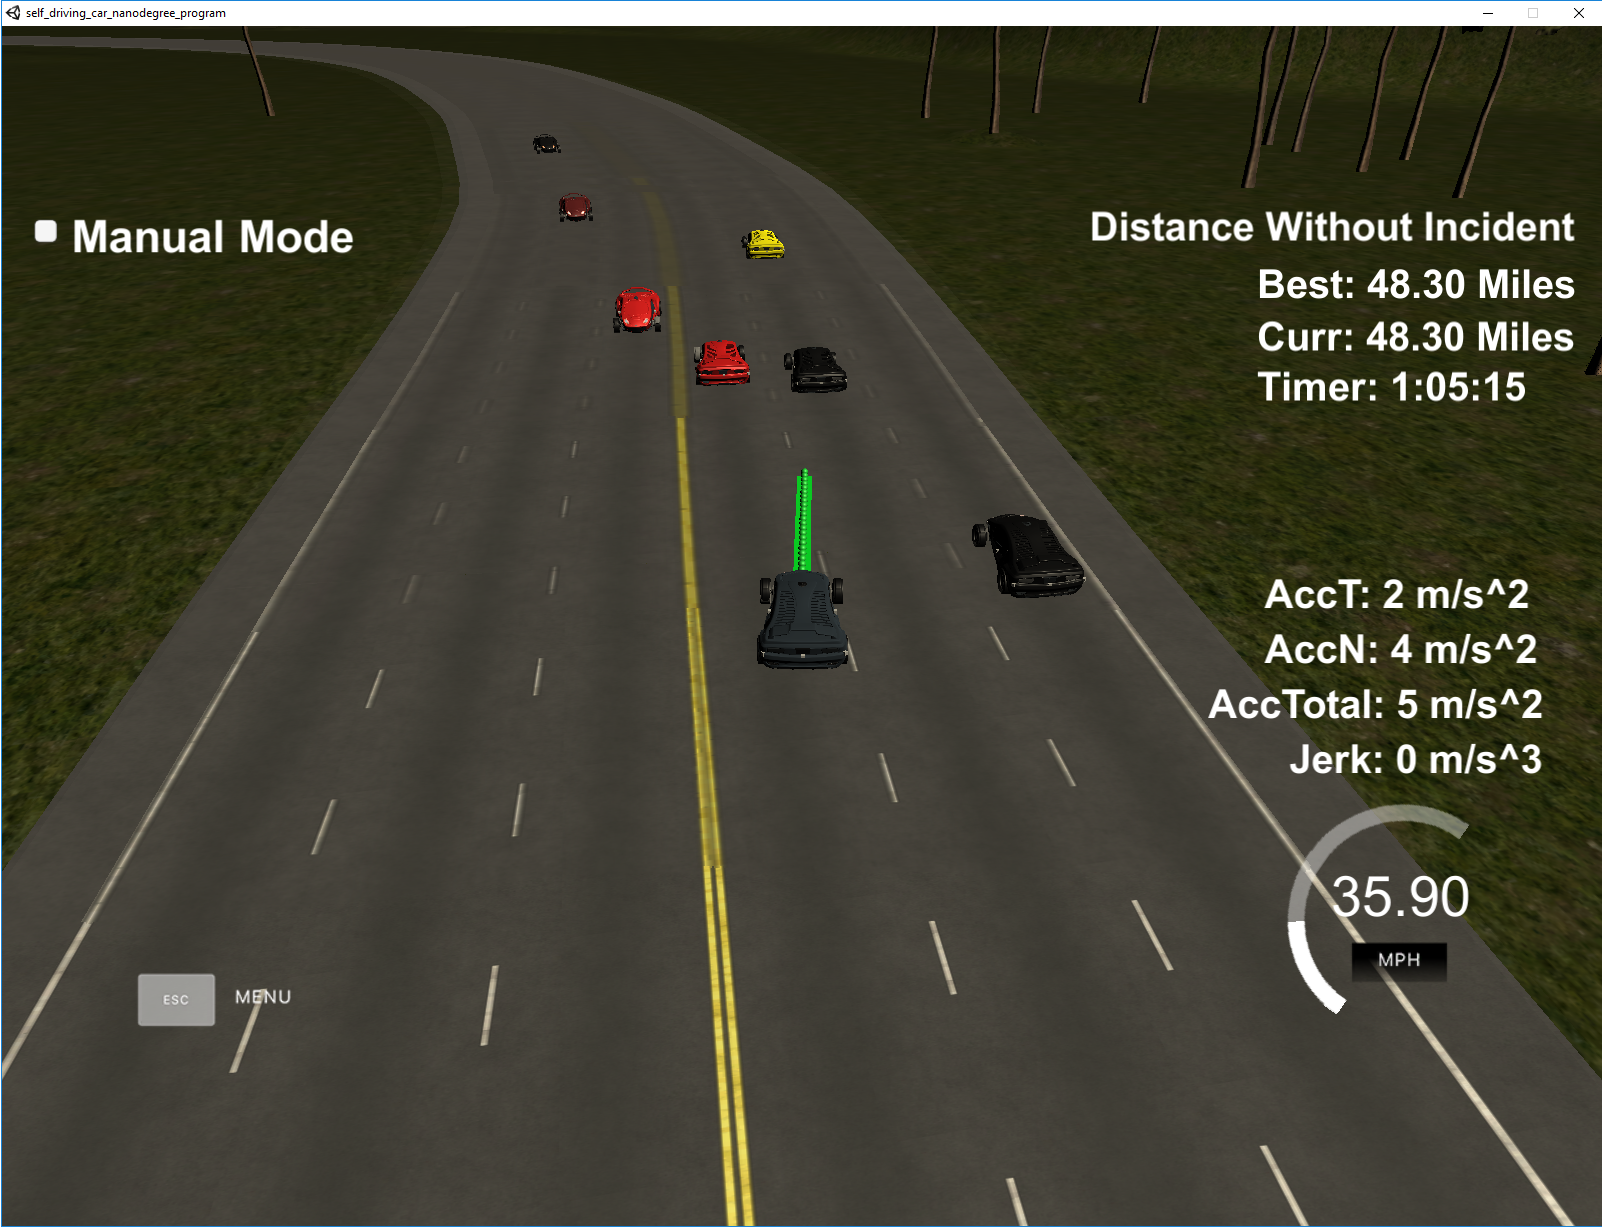 self_driving_car_nanodegree_program
Manual Mode
Distance Without Incident
Best: 48.30 Miles
Curr: 48.30 Miles
Timer: 1:05:15
AccT: 2 m/s^2
AccN: 4 m/s^2
AccTotal: 5 m/s^2
Jerk: 0 m/s^3
35.90
MPH
ESC MENU